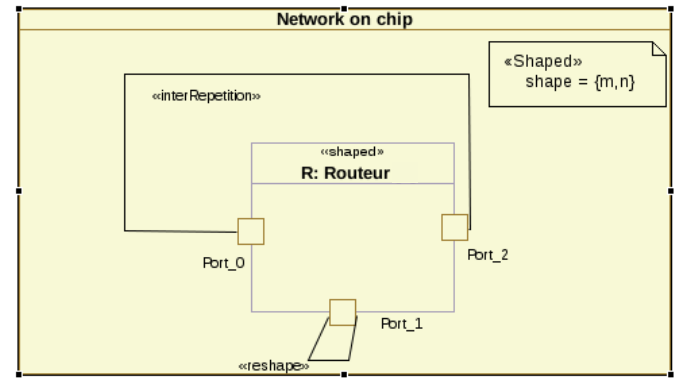 Network on chip
«Shaped»
shape = {m,n}
«interRepetition»
«shaped»
R: Routeur
Port_0
Port_2
Port_1
«reshape»